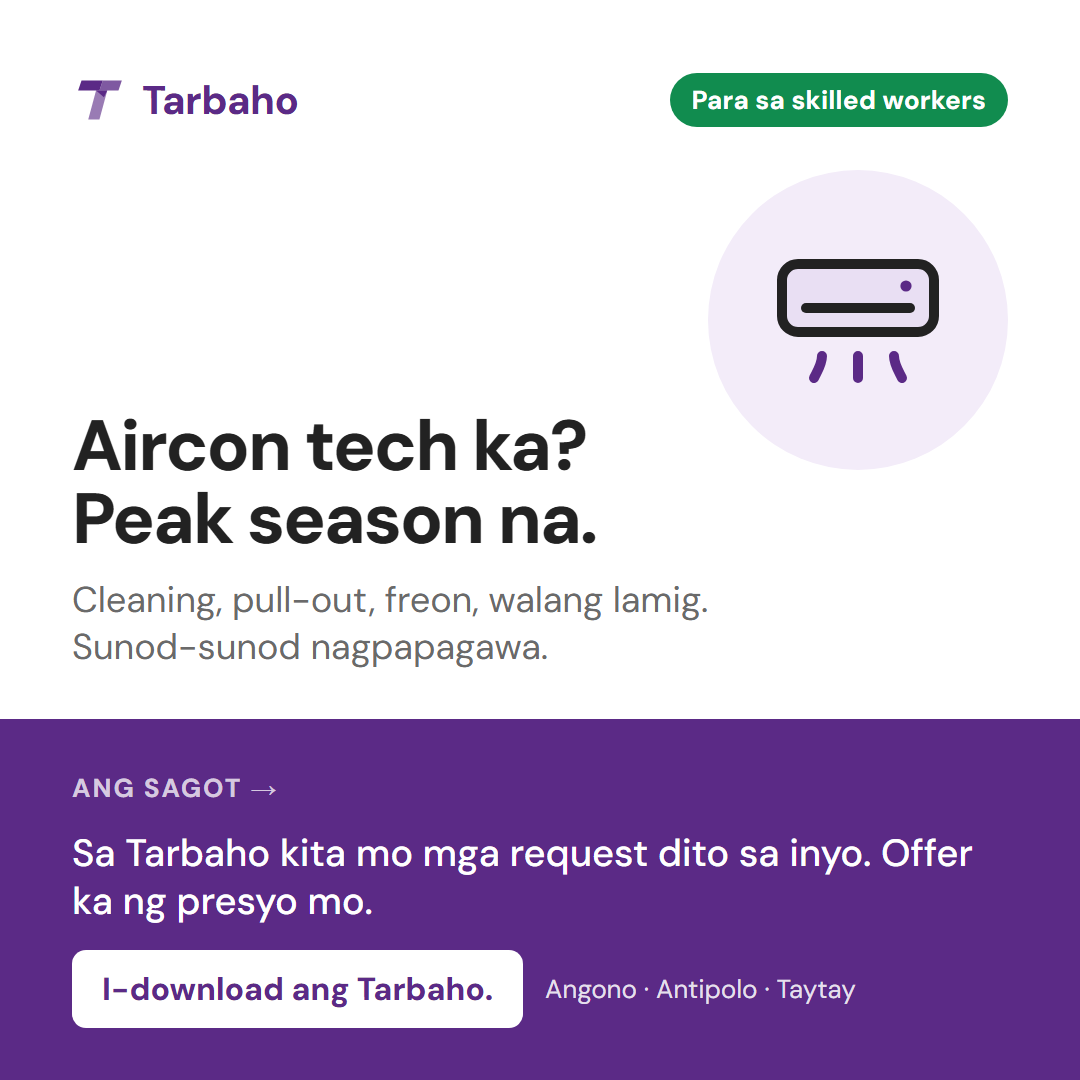 Tarbaho
Para sa skilled workers
Aircon tech ka?
Peak season na.
Cleaning, pull-out, freon, walang lamig.
Sunod-sunod nagpapagawa.
ANG SAGOT →
Sa Tarbaho kita mo mga request dito sa inyo. Offer
ka ng presyo mo.
I-download ang Tarbaho.
Angono · Antipolo · Taytay